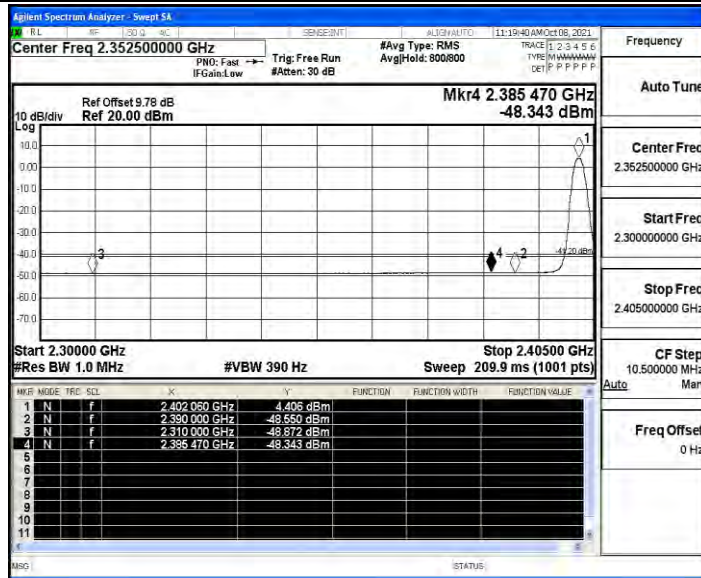 Agilent Spectrum Analyzer - Swept SA
RL RF 50 Ω AC SENSE:INT ALIGN AUTO 11:19:40 AM Oct 08, 2021
Center Freq 2.352500000 GHz #Avg Type: RMS TRACE 1 2 3 4 5 6
PNO: Fast Trig: Free Run Avg|Hold: 800/800 TYPE MWWWWW
IFGain:Low #Atten: 30 dB DET P P P P P P
Mkr4 2.385 470 GHz
Ref Offset 9.78 dB
10 dB/div Ref 20.00 dBm -48.343 dBm
Log
10.0
0.00
-10.0
-20.0
-30.0
-40.0
-50.0
-60.0
-70.0
1
3
4
2
-41.20 dBm
Start 2.30000 GHz Stop 2.40500 GHz
#Res BW 1.0 MHz #VBW 390 Hz Sweep 209.9 ms (1001 pts)
MKR MODE TRC SCL X Y FUNCTION FUNCTION WIDTH FUNCTION VALUE
1 N f 2.402 060 GHz 4.406 dBm
2 N f 2.390 000 GHz -48.550 dBm
3 N f 2.310 000 GHz -48.872 dBm
4 N f 2.385 470 GHz -48.343 dBm
5
6
7
8
9
10
11
MSG STATUS
Frequency
Auto Tune
Center Freq
2.352500000 GHz
Start Freq
2.300000000 GHz
Stop Freq
2.405000000 GHz
CF Step
10.500000 MHz
Auto Man
Freq Offset
0 Hz